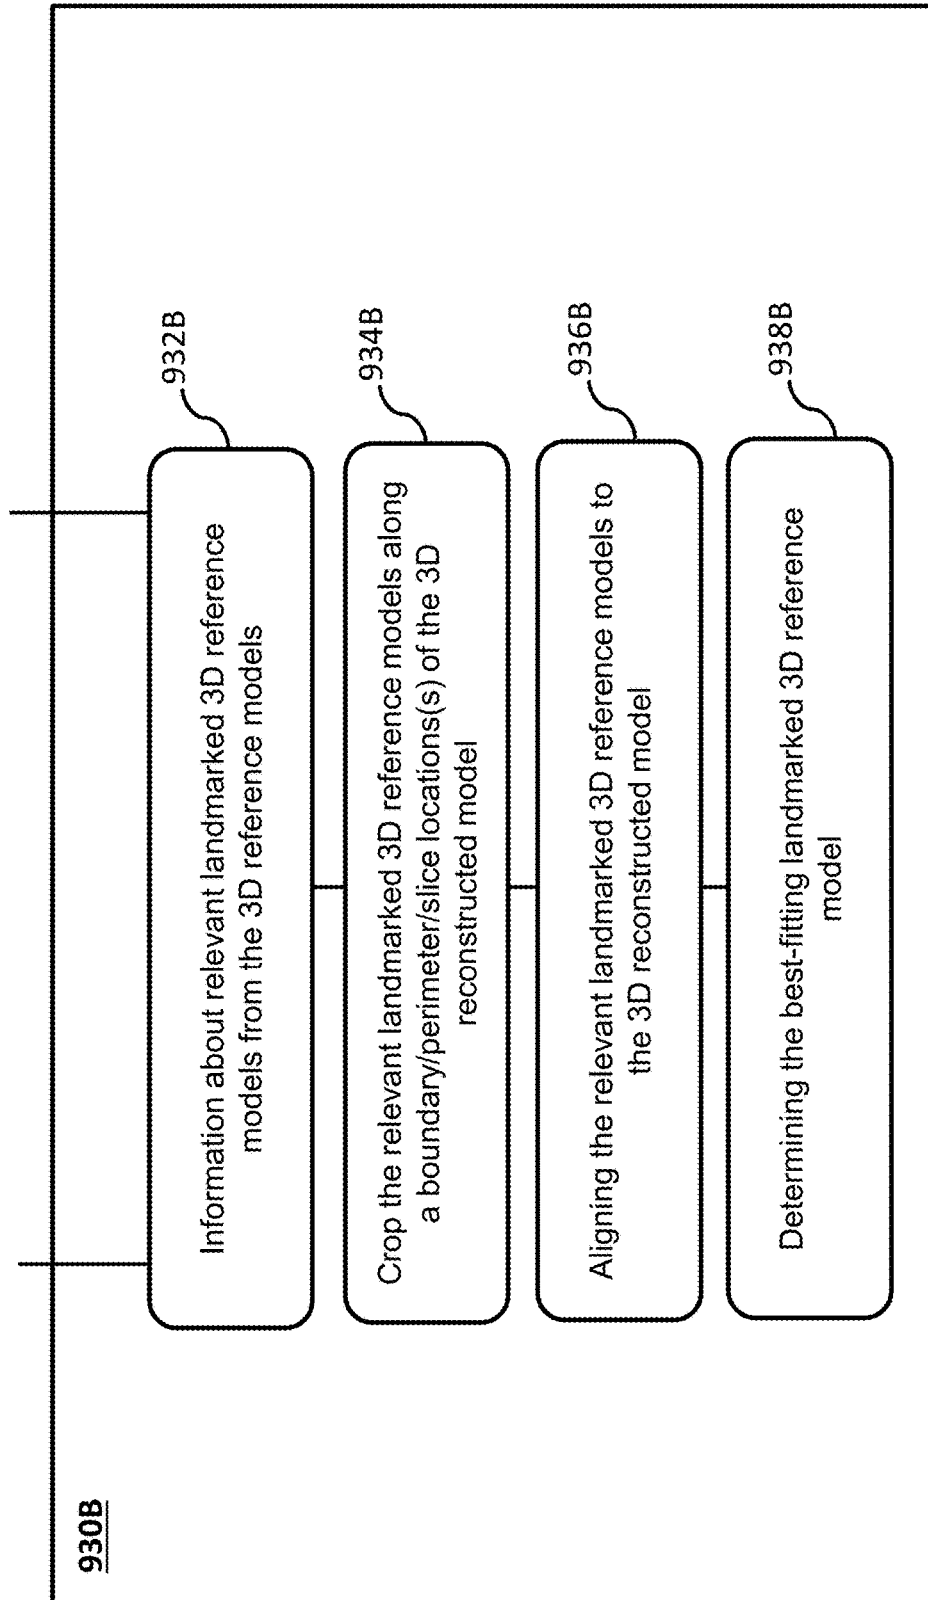 930B
932B
Information about relevant landmarked 3D reference
models from the 3D reference models
934B
Crop the relevant landmarked 3D reference models along
a boundary/perimeter/slice locations(s) of the 3D
reconstructed model
936B
Aligning the relevant landmarked 3D reference models to
the 3D reconstructed model
938B
Determining the best-fitting landmarked 3D reference
model